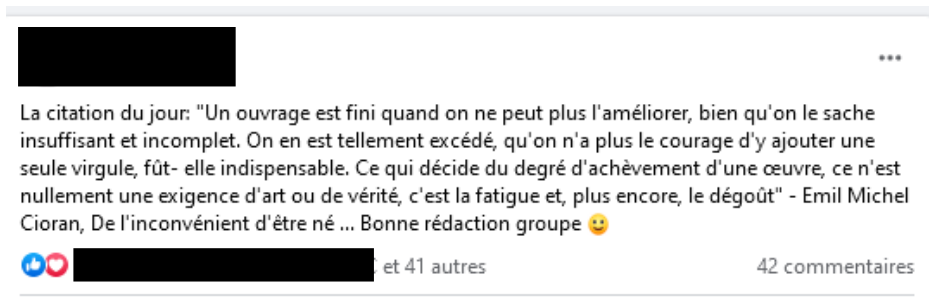 La citation du jour: "Un ouvrage est fini quand on ne peut plus l'améliorer, bien qu'on le sache
insuffisant et incomplet. On en est tellement excédé, qu'on n'a plus le courage d'y ajouter une
seule virgule, fût- elle indispensable. Ce qui décide du degré d'achèvement d'une œuvre, ce n'est
nullement une exigence d'art ou de vérité, c'est la fatigue et, plus encore, le dégoût" - Emil Michel
Cioran, De l'inconvénient d'être né ... Bonne rédaction groupe 🙂
et 41 autres
42 commentaires